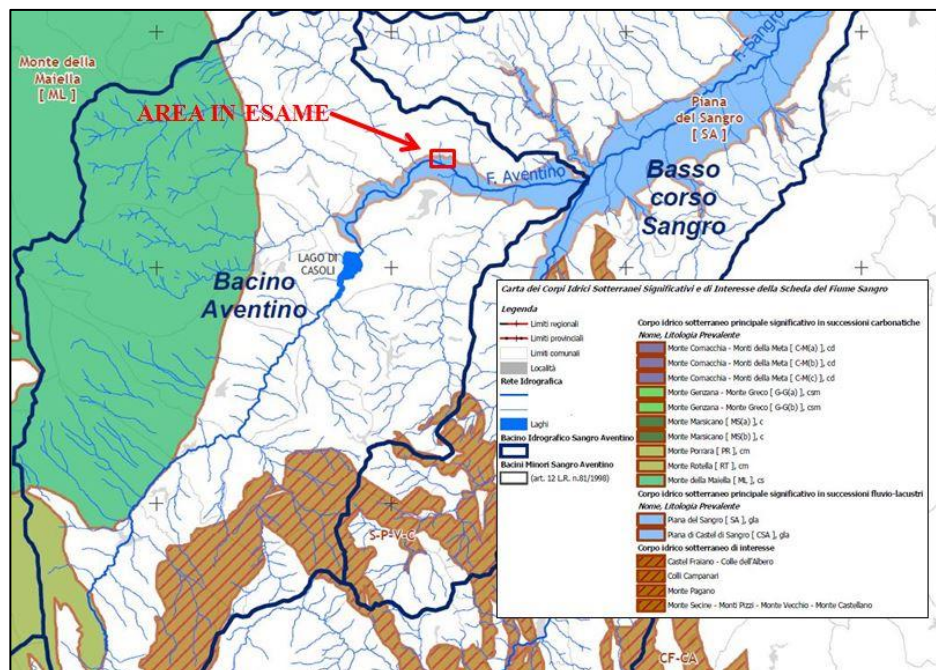 Monte della
Maiella
[ ML ]
AREA IN ESAME
F. Sangro
Piana
del Sangro
[ SA ]
F. Aventino
Basso
corso
Sangro
LAGO DI
CASOLI
Bacino
Aventino
S-P-V-C
CF-CA
Carta dei Corpi Idrici Sotterranei Significativi e di Interesse della Scheda del Fiume Sangro
Legenda
Limiti regionali
Limiti provinciali
Limiti comunali
Località
Rete Idrografica
Laghi
Bacino Idrografico Sangro Aventino
Bacini Minori Sangro Aventino
(art. 12 L.R. n.81/1998)
Corpo idrico sotterraneo principale significativo in successioni carbonatiche
Nome, Litologia Prevalente
Monte Cornacchia - Monti della Meta [ C-M(a) ], cd
Monte Cornacchia - Monti della Meta [ C-M(b) ], cd
Monte Cornacchia - Monti della Meta [ C-M(c) ], cd
Monte Genzana - Monte Greco [ G-G(a) ], csm
Monte Genzana - Monte Greco [ G-G(b) ], csm
Monte Marsicano [ MS(a) ], c
Monte Marsicano [ MS(b) ], c
Monte Porrara [ PR ], cm
Monte Rotella [ RT ], cm
Monte della Maiella [ ML ], cs
Corpo idrico sotterraneo principale significativo in successioni fluvio-lacustri
Nome, Litologia Prevalente
Piana del Sangro [ SA ], gla
Piana di Castel di Sangro [ CSA ], gla
Corpo idrico sotterraneo di interesse
Castel Fraiano - Colle dell'Albero
Colli Campanari
Monte Pagano
Monte Secine - Monti Pizzi - Monte Vecchio - Monte Castellano